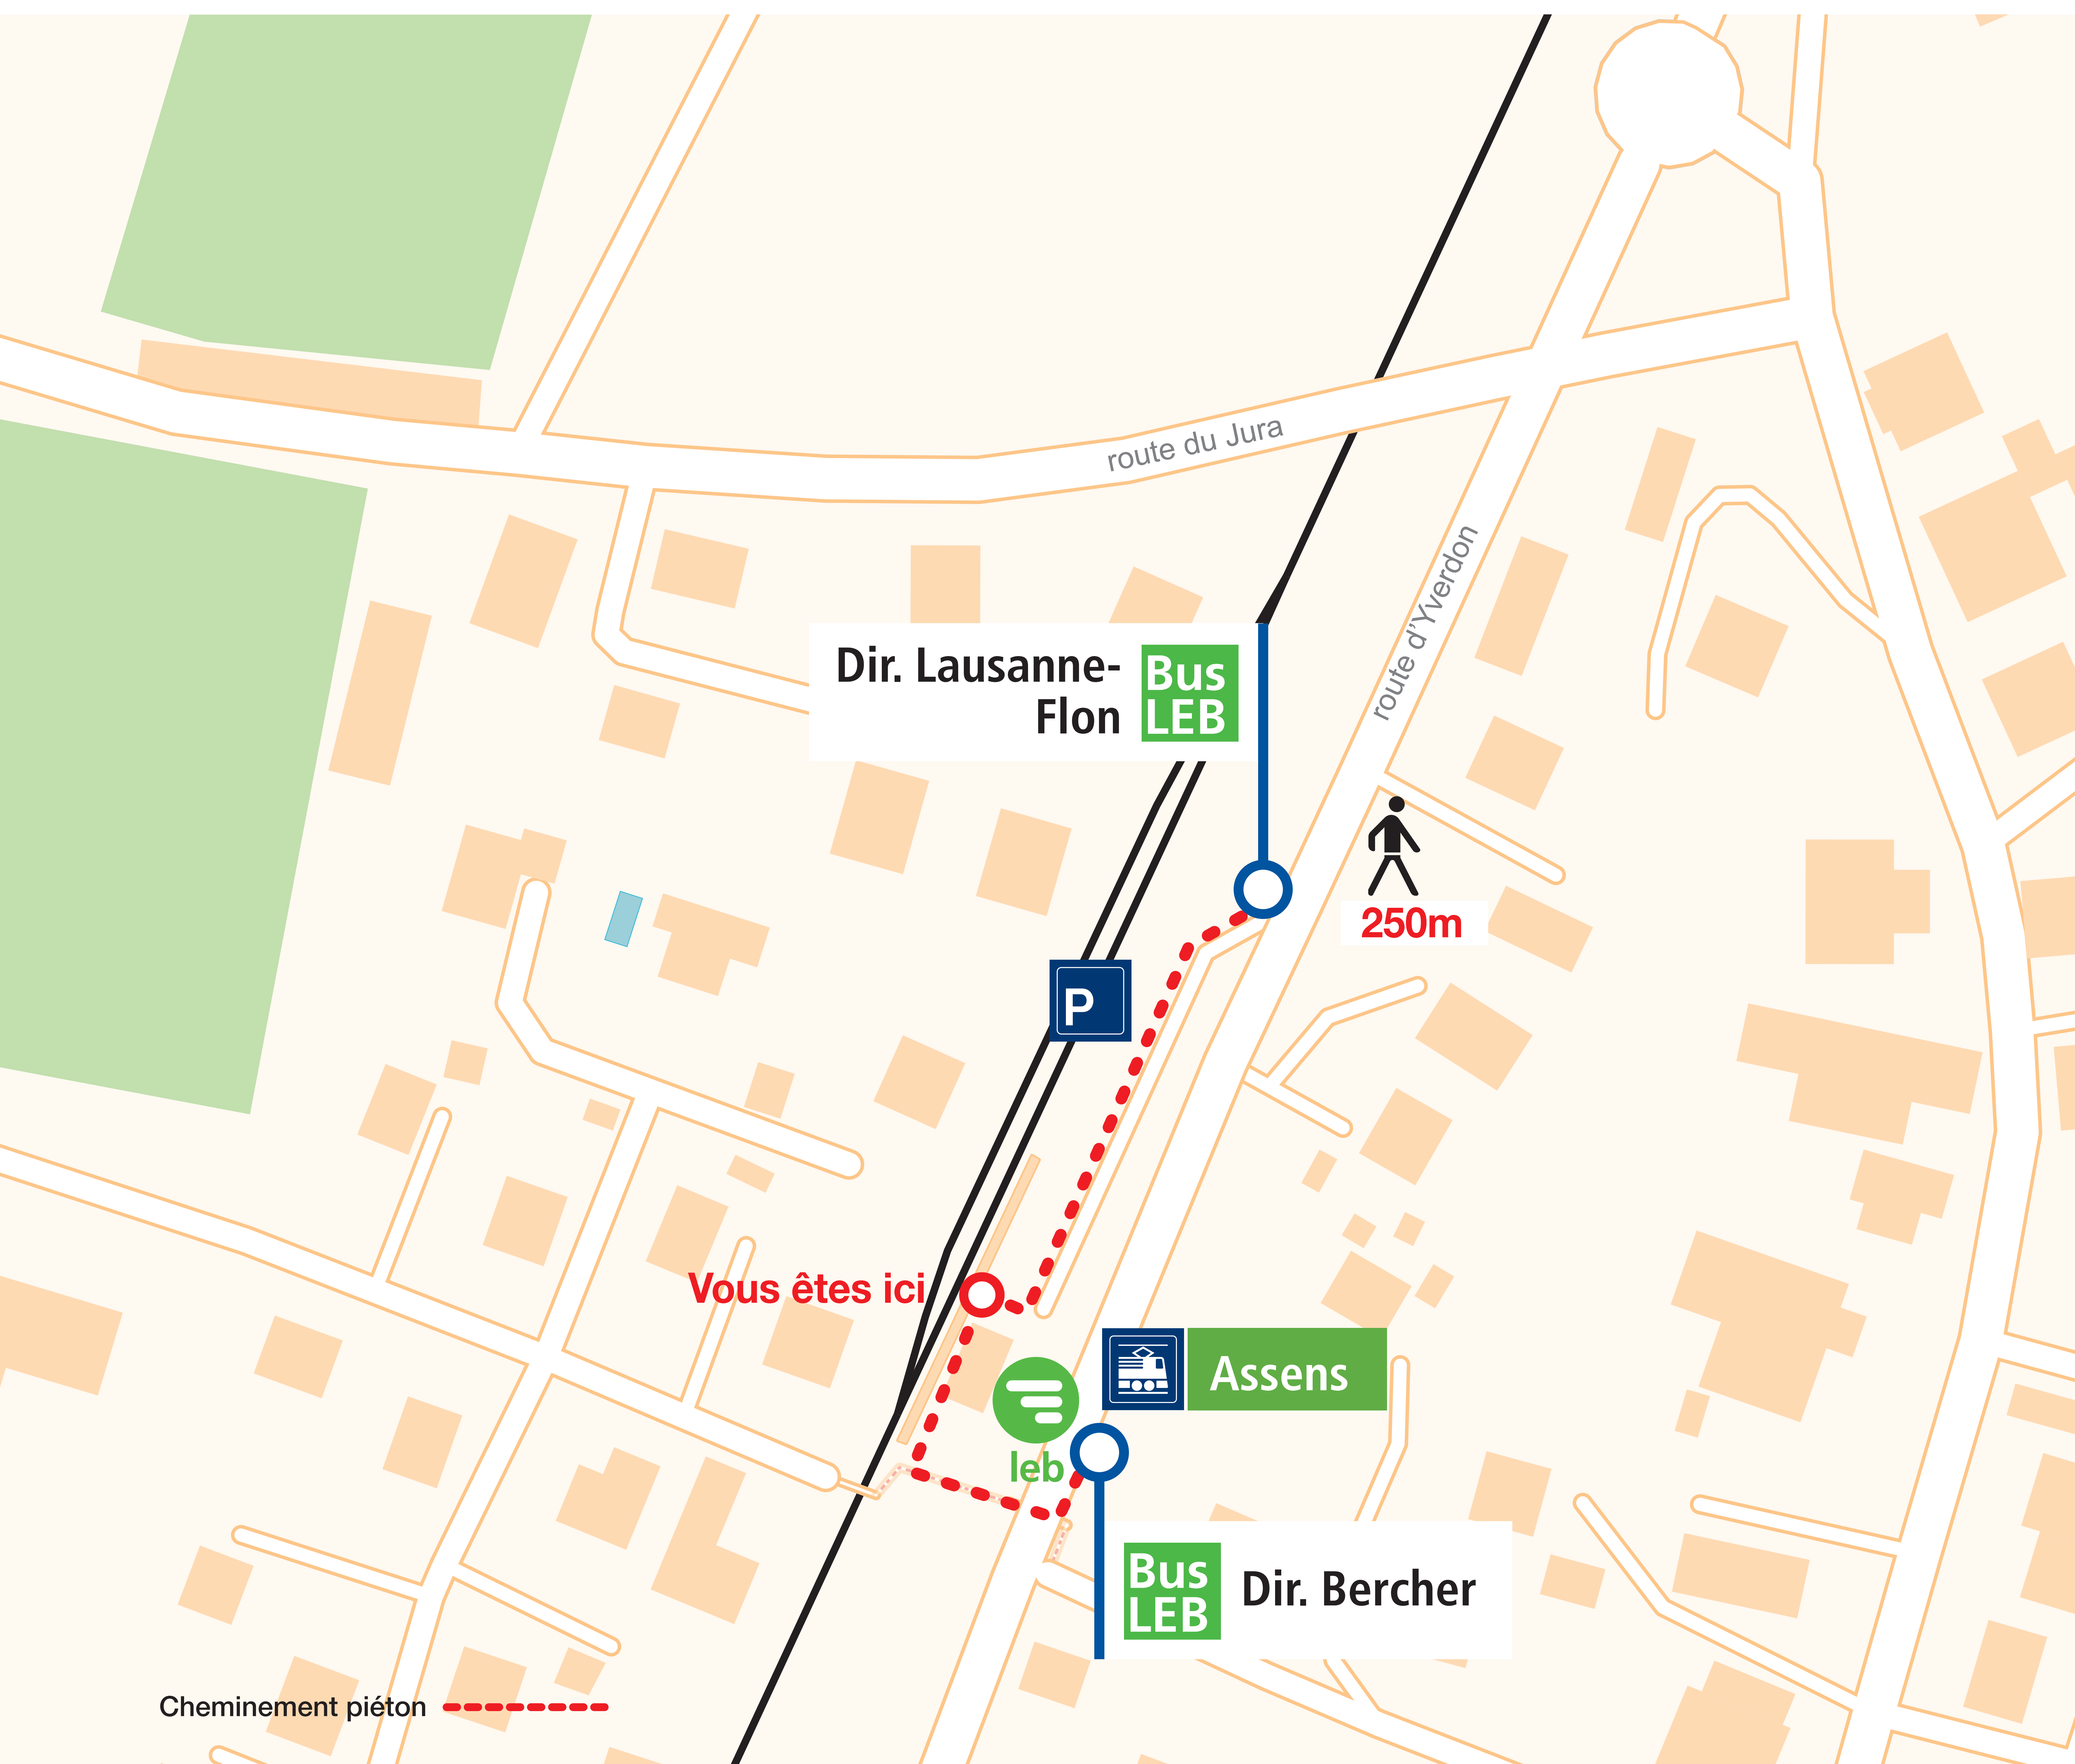 route du Jura
route d'Yverdon
Dir. Lausanne-
Flon
Bus
LEB
250m
P
Vous êtes ici
Assens
leb
Bus
LEB
Dir. Bercher
Cheminement piéton